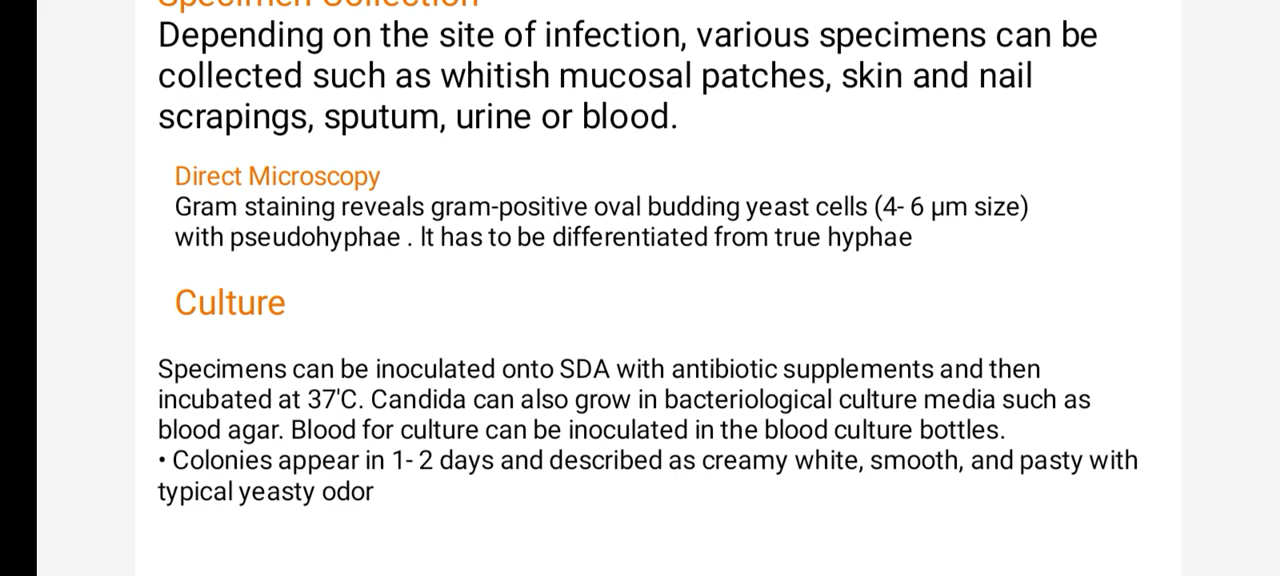 Specimen Collection
Depending on the site of infection, various specimens can be
collected such as whitish mucosal patches, skin and nail
scrapings, sputum, urine or blood.
Direct Microscopy
Gram staining reveals gram-positive oval budding yeast cells (4- 6 μm size)
with pseudohyphae . It has to be differentiated from true hyphae
Culture
Specimens can be inoculated onto SDA with antibiotic supplements and then
incubated at 37'C. Candida can also grow in bacteriological culture media such as
blood agar. Blood for culture can be inoculated in the blood culture bottles.
• Colonies appear in 1- 2 days and described as creamy white, smooth, and pasty with
typical yeasty odor